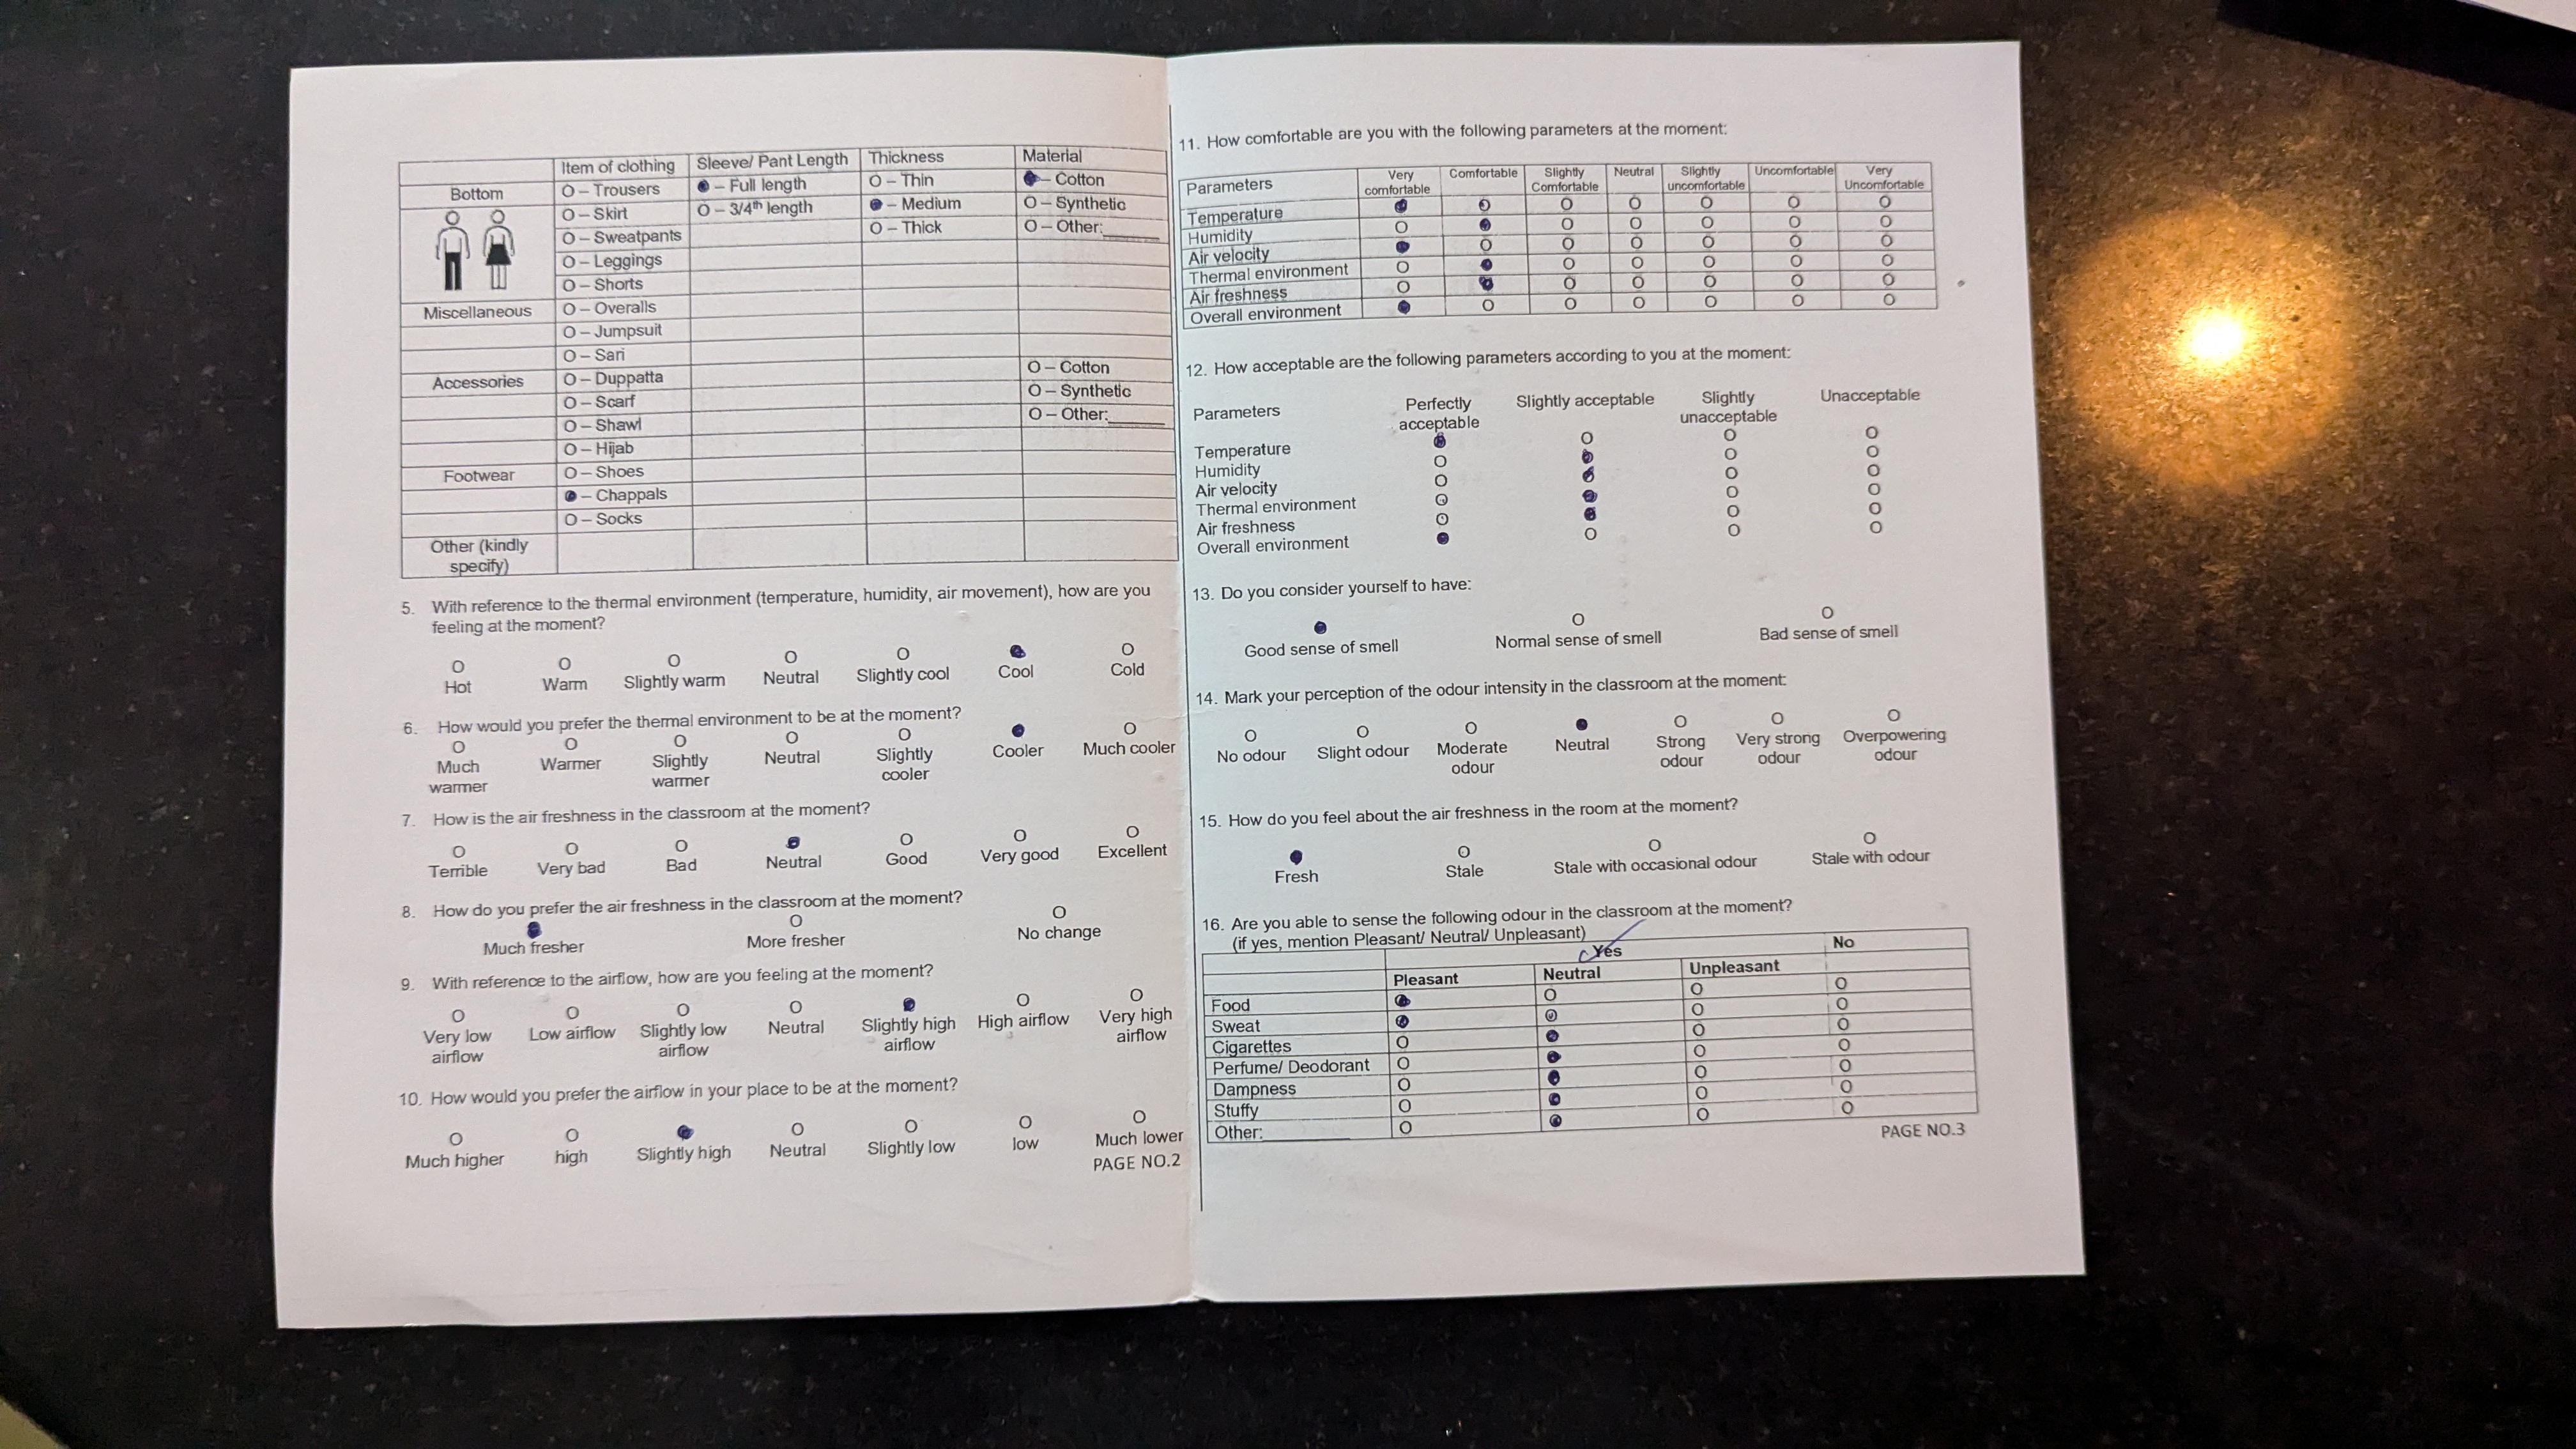 Item of clothing Sleeve/ Pant Length Thickness Material
Bottom O – Trousers ● – Full length O – Thin ● – Cotton
O – Skirt O – 3/4th length ● – Medium O – Synthetic
O – Sweatpants O – Thick O – Other:______
O – Leggings
O – Shorts
Miscellaneous O – Overalls
O – Jumpsuit
O – Sari
Accessories O – Duppatta O – Cotton
O – Scarf O – Synthetic
O – Shawl O – Other:______
O – Hijab
Footwear O – Shoes
● – Chappals
O – Socks
Other (kindly
specify)
5. With reference to the thermal environment (temperature, humidity, air movement), how are you
feeling at the moment?
O O O O O ● O
Hot Warm Slightly warm Neutral Slightly cool Cool Cold
6. How would you prefer the thermal environment to be at the moment?
O O O O O ● O
Much Warmer Slightly Neutral Slightly Cooler Much cooler
warmer warmer cooler
7. How is the air freshness in the classroom at the moment?
O O O ● O O O
Terrible Very bad Bad Neutral Good Very good Excellent
8. How do you prefer the air freshness in the classroom at the moment?
● O O
Much fresher More fresher No change
9. With reference to the airflow, how are you feeling at the moment?
O O O O ● O O
Very low Low airflow Slightly low Neutral Slightly high High airflow Very high
airflow airflow airflow airflow
10. How would you prefer the airflow in your place to be at the moment?
O O ● O O O O
Much higher high Slightly high Neutral Slightly low low Much lower
PAGE NO.2
11. How comfortable are you with the following parameters at the moment:
Parameters Very Comfortable Slightly Neutral Slightly Uncomfortable Very
comfortable Comfortable uncomfortable Uncomfortable
Temperature ● O O O O O O
Humidity O ● O O O O O
Air velocity ● O O O O O O
Thermal environment O ● O O O O O
Air freshness O ● O O O O O
Overall environment ● O O O O O O
12. How acceptable are the following parameters according to you at the moment:
Parameters Perfectly Slightly acceptable Slightly Unacceptable
acceptable unacceptable
Temperature ● O O O
Humidity O ● O O
Air velocity O ● O O
Thermal environment O ● O O
Air freshness O ● O O
Overall environment ● O O O
13. Do you consider yourself to have:
● O O
Good sense of smell Normal sense of smell Bad sense of smell
14. Mark your perception of the odour intensity in the classroom at the moment:
O O O ● O O O
No odour Slight odour Moderate Neutral Strong Very strong Overpowering
odour odour odour odour
15. How do you feel about the air freshness in the room at the moment?
● O O O
Fresh Stale Stale with occasional odour Stale with odour
16. Are you able to sense the following odour in the classroom at the moment?
(if yes, mention Pleasant/ Neutral/ Unpleasant)
Yes No
Pleasant Neutral Unpleasant
Food ● O O O
Sweat ● O O O
Cigarettes O ● O O
Perfume/ Deodorant O ● O O
Dampness O ● O O
Stuffy O ● O O
Other:__________ O ● O O
PAGE NO.3